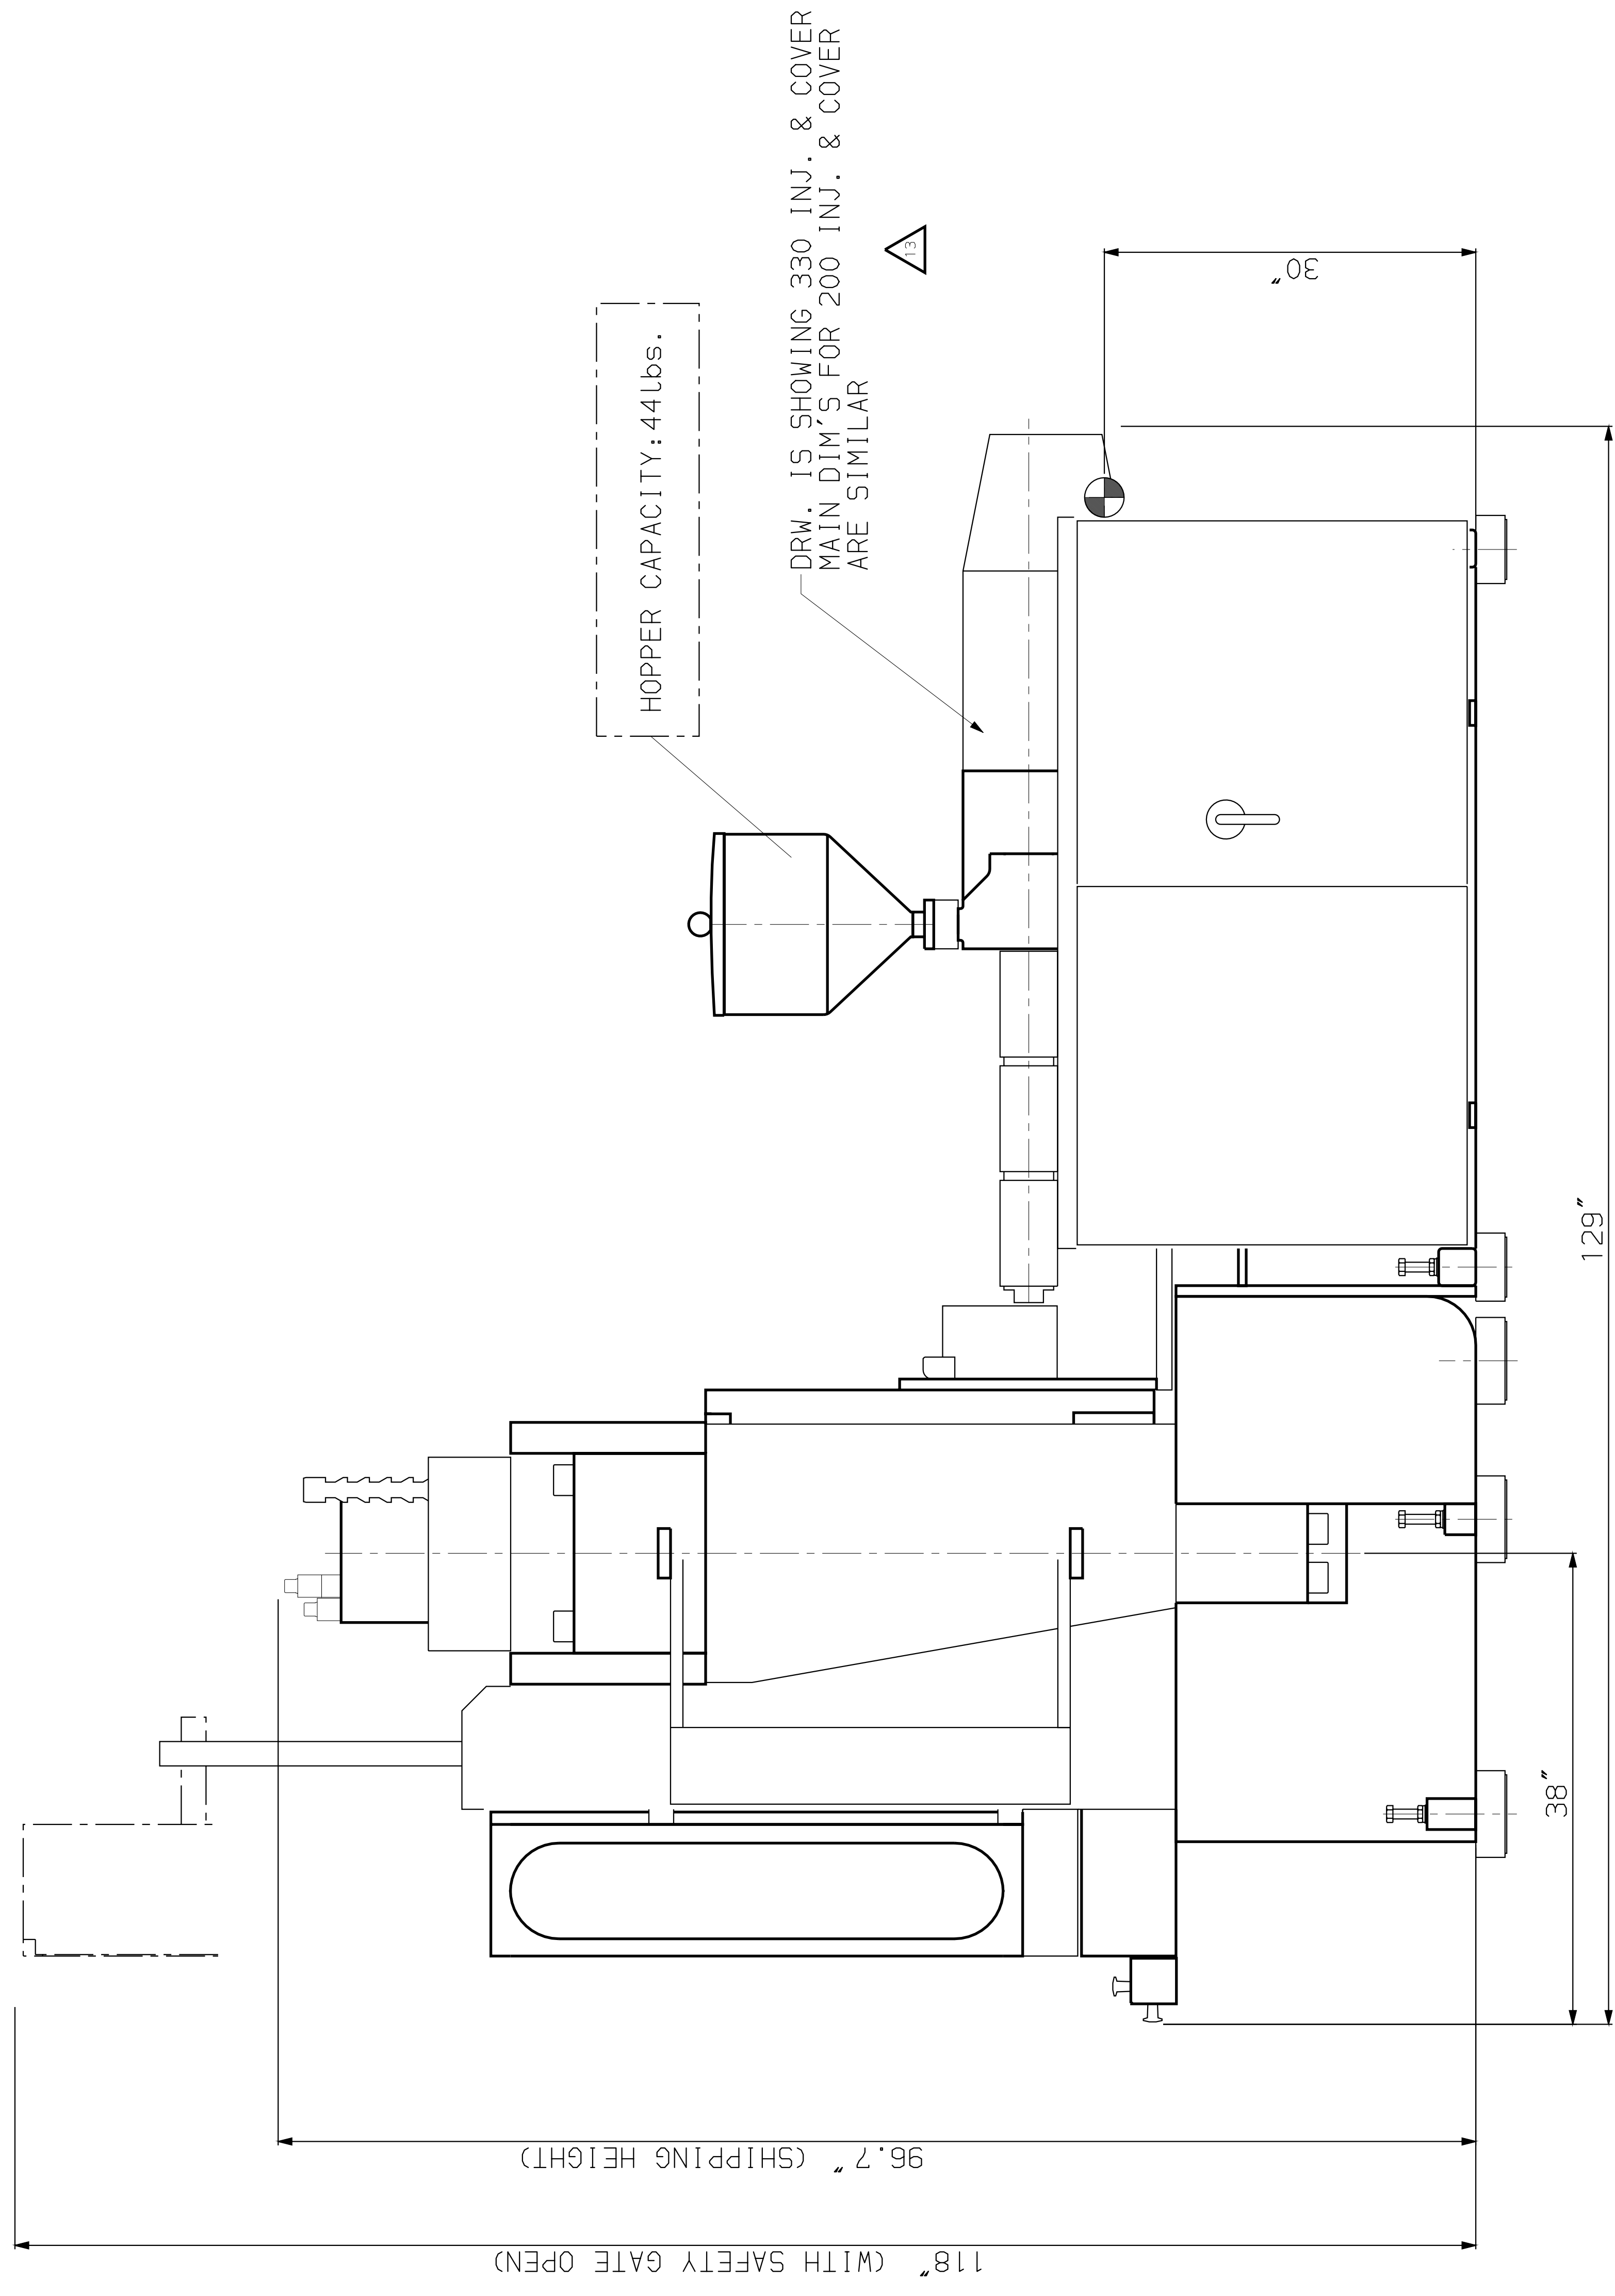 HOPPER CAPACITY:44lbs.
DRW. IS SHOWING 330 INJ. & COVER
MAIN DIM'S FOR 200 INJ. & COVER
ARE SIMILAR
13
30"
129"
38"
96.7" (SHIPPING HEIGHT)
118" (WITH SAFETY GATE OPEN)